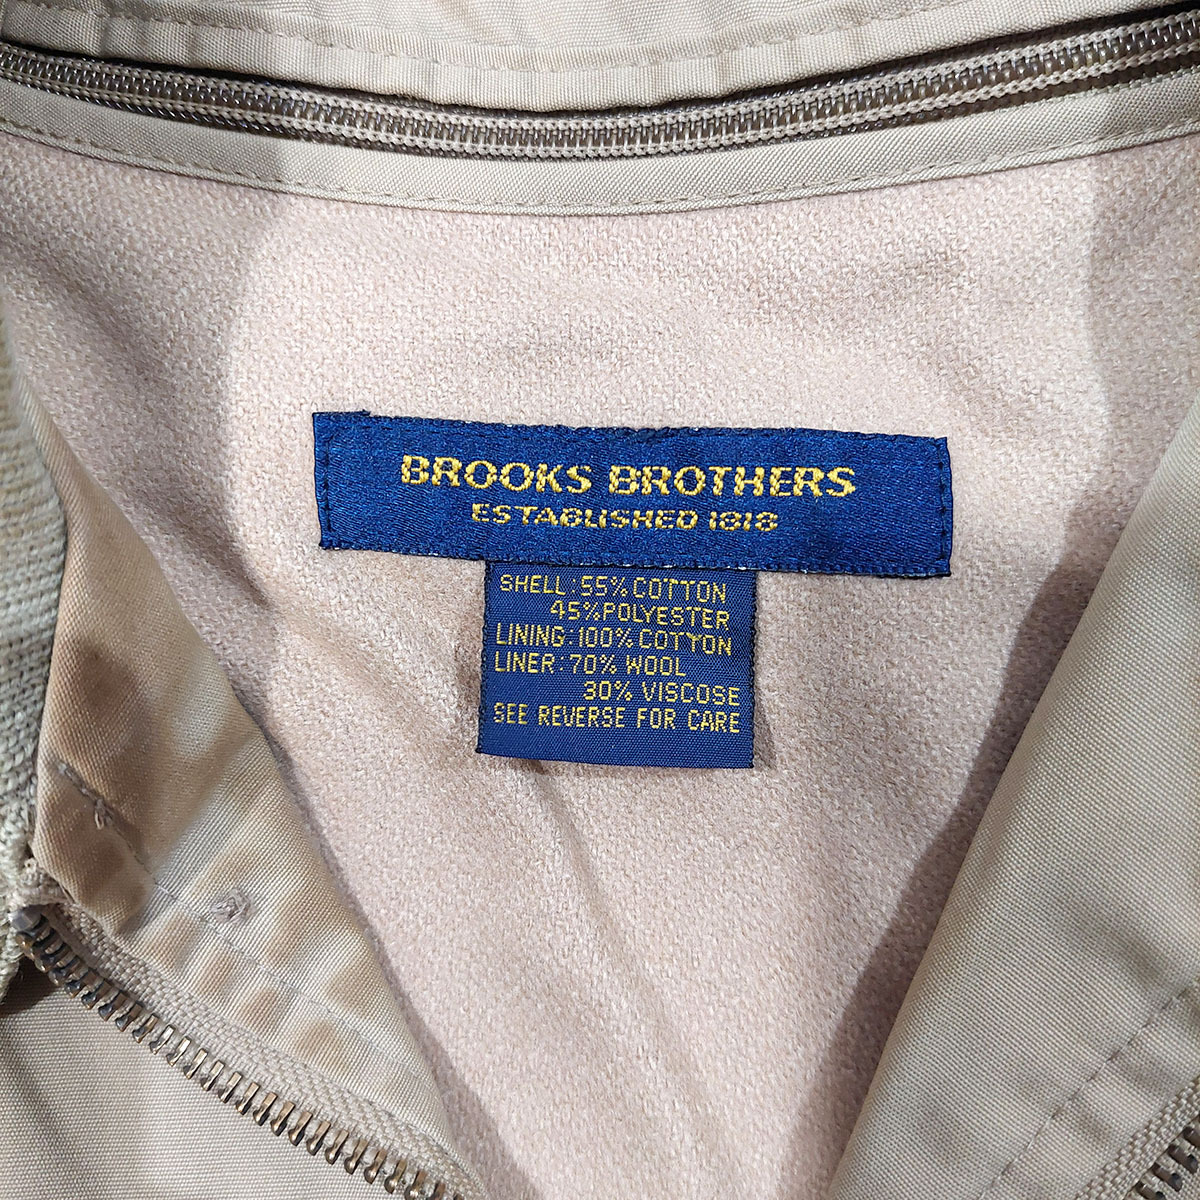 BROOKS BROTHERS
ESTABLISHED 1818
SHELL: 55% COTTON
45% POLYESTER
LINING: 100% COTTON
LINER: 70% WOOL
30% VISCOSE
SEE REVERSE FOR CARE